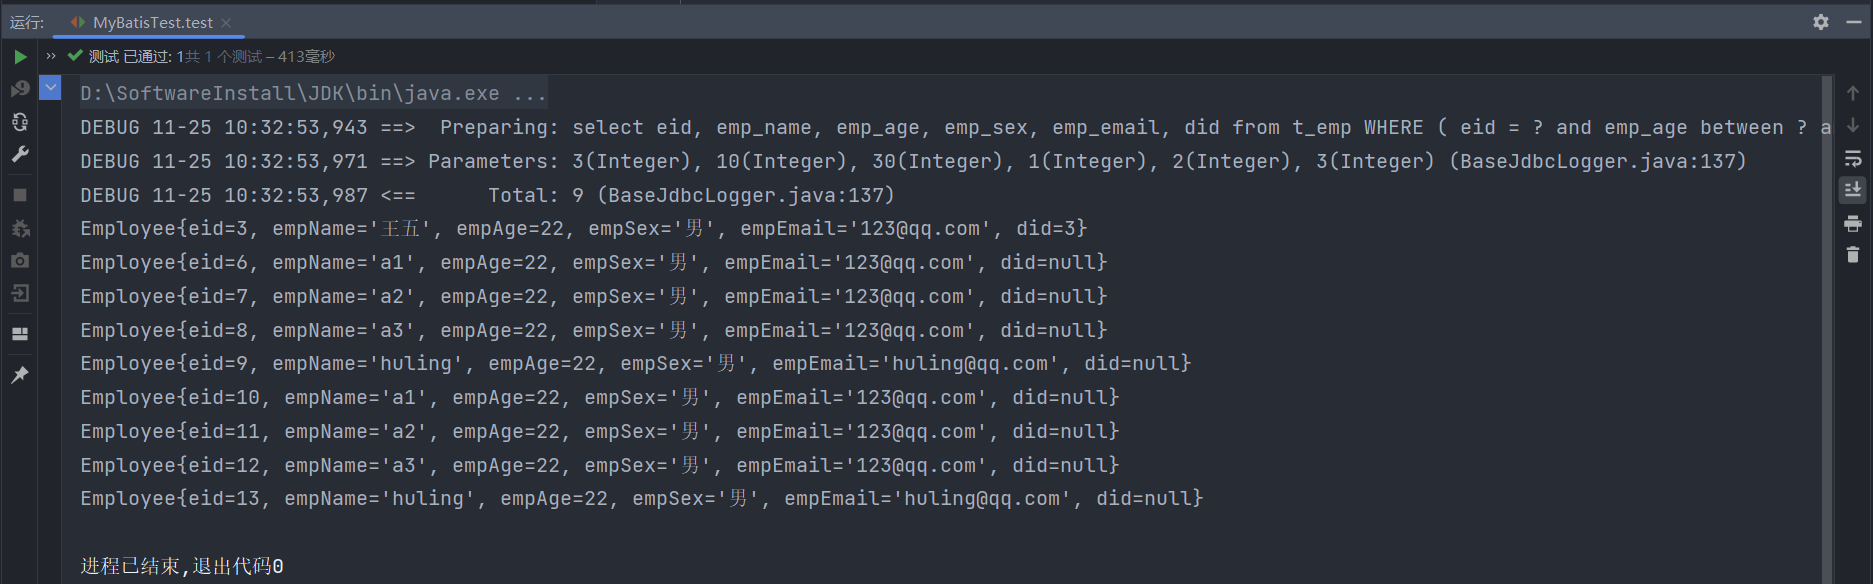 运行: MyBatisTest.test ×
» 测试 已通过: 1共 1 个测试 – 413毫秒
D:\SoftwareInstall\JDK\bin\java.exe ...
DEBUG 11-25 10:32:53,943 ==>  Preparing: select eid, emp_name, emp_age, emp_sex, emp_email, did from t_emp WHERE ( eid = ? and emp_age between ? a
DEBUG 11-25 10:32:53,971 ==> Parameters: 3(Integer), 10(Integer), 30(Integer), 1(Integer), 2(Integer), 3(Integer) (BaseJdbcLogger.java:137)
DEBUG 11-25 10:32:53,987 <==      Total: 9 (BaseJdbcLogger.java:137)
Employee{eid=3, empName='王五', empAge=22, empSex='男', empEmail='123@qq.com', did=3}
Employee{eid=6, empName='a1', empAge=22, empSex='男', empEmail='123@qq.com', did=null}
Employee{eid=7, empName='a2', empAge=22, empSex='男', empEmail='123@qq.com', did=null}
Employee{eid=8, empName='a3', empAge=22, empSex='男', empEmail='123@qq.com', did=null}
Employee{eid=9, empName='huling', empAge=22, empSex='男', empEmail='huling@qq.com', did=null}
Employee{eid=10, empName='a1', empAge=22, empSex='男', empEmail='123@qq.com', did=null}
Employee{eid=11, empName='a2', empAge=22, empSex='男', empEmail='123@qq.com', did=null}
Employee{eid=12, empName='a3', empAge=22, empSex='男', empEmail='123@qq.com', did=null}
Employee{eid=13, empName='huling', empAge=22, empSex='男', empEmail='huling@qq.com', did=null}
进程已结束,退出代码0